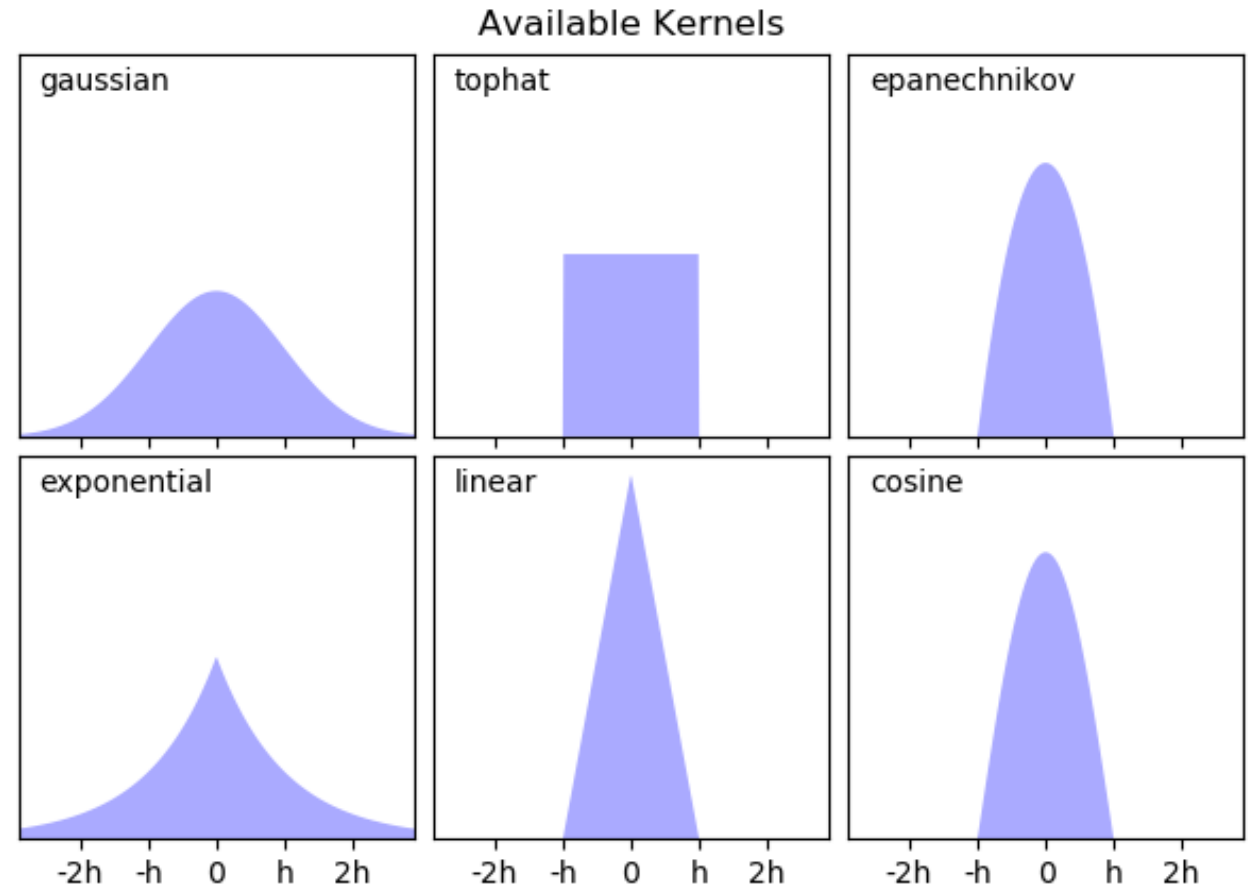 Available Kernels
gaussian
tophat
epanechnikov
exponential
linear
cosine
-2h -h 0 h 2h
-2h -h 0 h 2h
-2h -h 0 h 2h